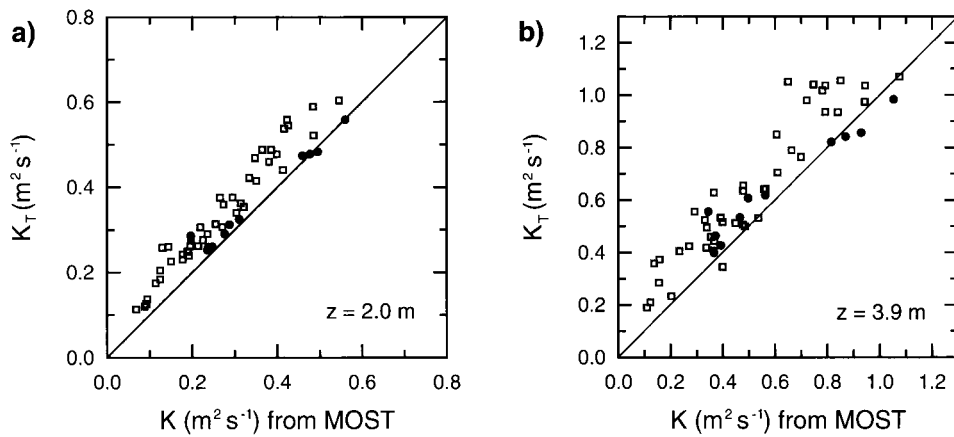 a)
K_T (m² s⁻¹)
0.8
0.6
0.4
0.2
0.0
z = 2.0 m
0.0 0.2 0.4 0.6 0.8
K (m² s⁻¹) from MOST
b)
K_T (m² s⁻¹)
1.2
1.0
0.8
0.6
0.4
0.2
0.0
z = 3.9 m
0.0 0.2 0.4 0.6 0.8 1.0 1.2
K (m² s⁻¹) from MOST